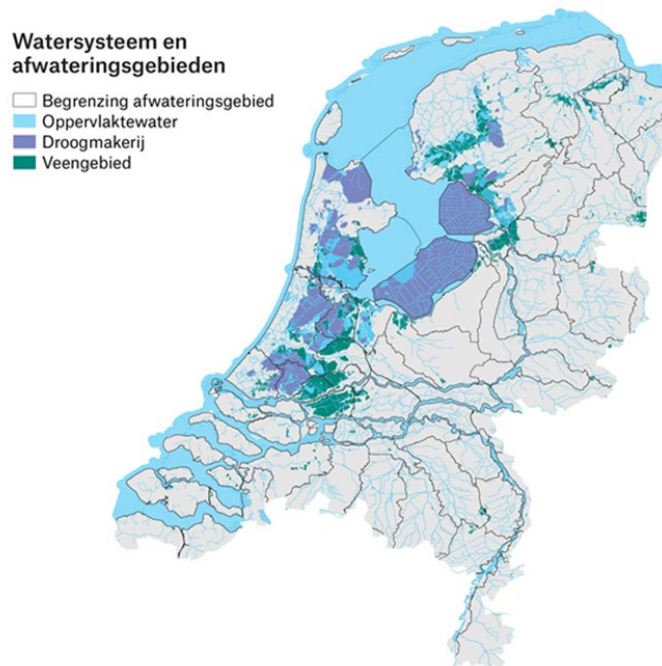 Watersysteem en
afwateringsgebieden
Begrenzing afwateringsgebied
Oppervlaktewater
Droogmakerij
Veengebied